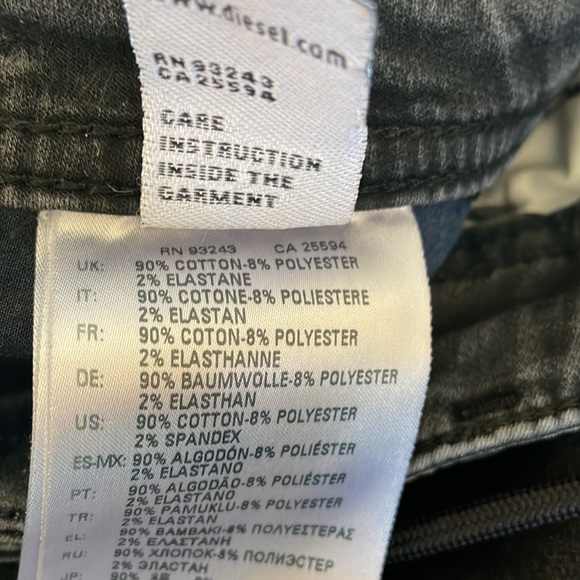 www.diesel.com
RN 93243
CA 25594
CARE
INSTRUCTION
INSIDE THE
GARMENT
RN 93243 CA 25594
UK: 90% COTTON-8% POLYESTER
2% ELASTANE
IT: 90% COTONE-8% POLIESTERE
2% ELASTAN
FR: 90% COTON-8% POLYESTER
2% ELASTHANNE
DE: 90% BAUMWOLLE-8% POLYESTER
2% ELASTHAN
US: 90% COTTON-8% POLYESTER
2% SPANDEX
ES-MX: 90% ALGODÓN-8% POLIÉSTER
2% ELASTANO
PT: 90% ALGODÃO-8% POLIÉSTER
2% ELASTANO
TR: 90% PAMUKLU-8% POLYESTER
2% ELASTAN
EL: 90% ΒΑΜΒΑΚΙ-8% ΠΟΛΥΕΣΤΕΡΑΣ
2% ΕΛΑΣΤΑΝΗ
RU: 90% ХЛОПОК-8% ПОЛИЭСТЕР
2% ЭЛАСТАН
JP: 90%